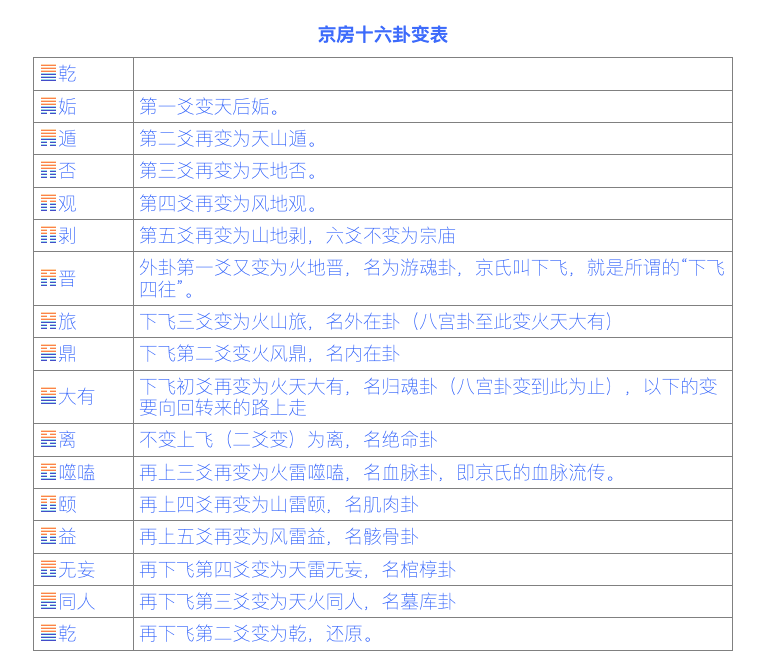 京房十六卦变表
䷀乾
䷫姤 第一爻变天后姤。
䷠遁 第二爻再变为天山遁。
䷋否 第三爻再变为天地否。
䷓观 第四爻再变为风地观。
䷖剥 第五爻再变为山地剥，六爻不变为宗庙
䷢晋 外卦第一爻又变为火地晋，名为游魂卦，京氏叫下飞，就是所谓的“下飞
四往”。
䷷旅 下飞三爻变为火山旅，名外在卦（八宫卦至此变火天大有）
䷱鼎 下飞第二爻变火风鼎，名内在卦
䷍大有 下飞初爻再变为火天大有，名归魂卦（八宫卦变到此为止），以下的变
要向回转来的路上走
䷝离 不变上飞（二爻变）为离，名绝命卦
䷔噬嗑 再上三爻再变为火雷噬嗑，名血脉卦，即京氏的血脉流传。
䷚颐 再上四爻再变为山雷颐，名肌肉卦
䷩益 再上五爻再变为风雷益，名骸骨卦
䷘无妄 再下飞第四爻变为天雷无妄，名棺椁卦
䷌同人 再下飞第三爻变为天火同人，名墓库卦
䷀乾 再下飞第二爻变为乾，还原。